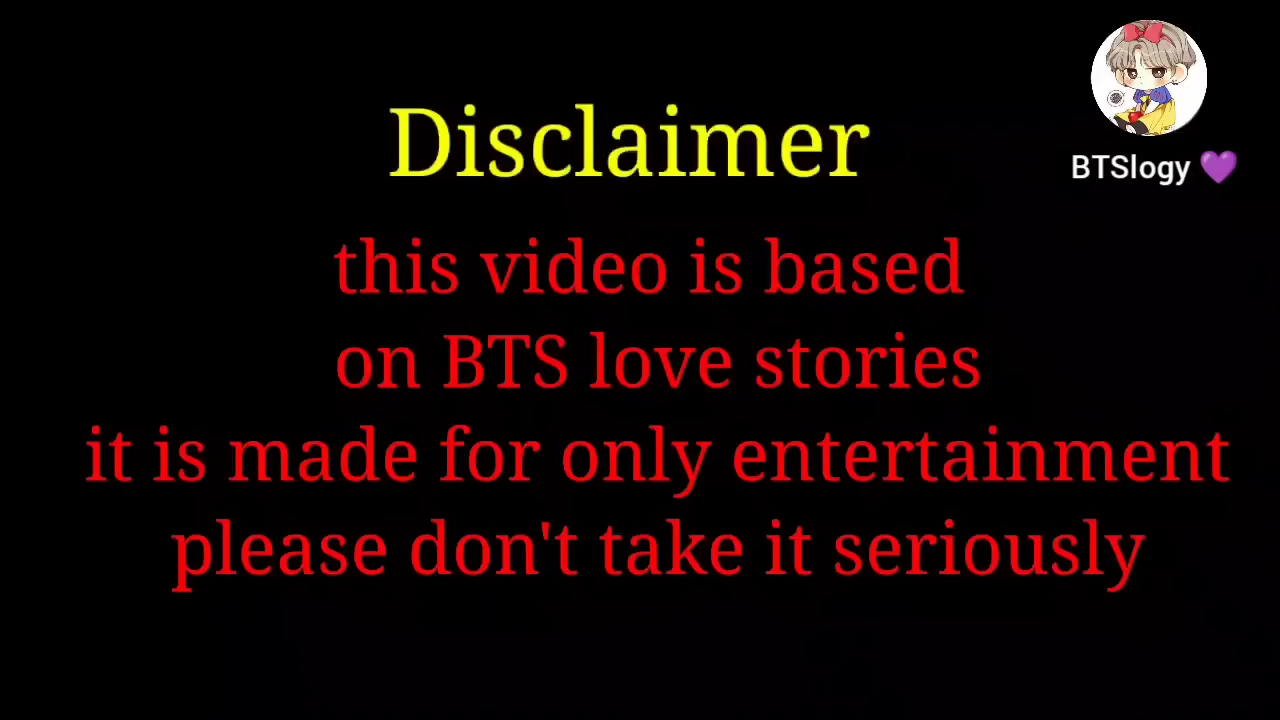 Disclaimer
BTSlogy 💜
this video is based
on BTS love stories
it is made for only entertainment
please don't take it seriously